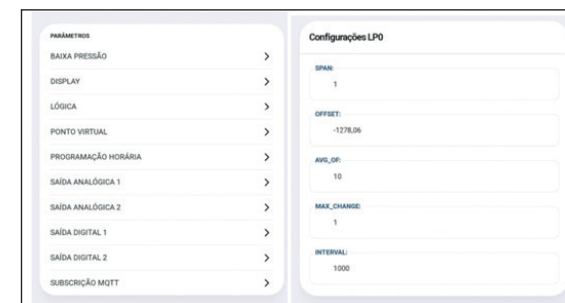 PARÂMETROS
BAIXA PRESSÃO
DISPLAY
LÓGICA
PONTO VIRTUAL
PROGRAMAÇÃO HORÁRIA
SAÍDA ANALÓGICA 1
SAÍDA ANALÓGICA 2
SAÍDA DIGITAL 1
SAÍDA DIGITAL 2
SUBSCRIÇÃO MQTT
Configurações LP0
SPAN:
1
OFFSET:
-1278,06
AVG_OF:
10
MAX_CHANGE:
1
INTERVAL:
1000